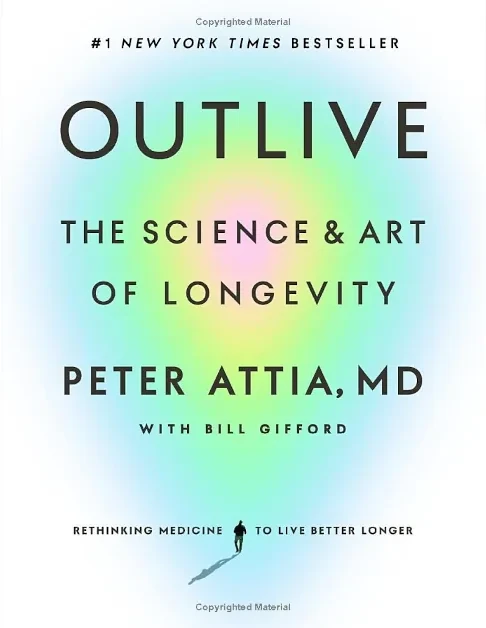 Copyrighted Material
#1 NEW YORK TIMES BESTSELLER
OUTLIVE
THE SCIENCE & ART
OF LONGEVITY
PETER ATTIA, MD
WITH BILL GIFFORD
RETHINKING MEDICINE TO LIVE BETTER LONGER
Copyrighted Material